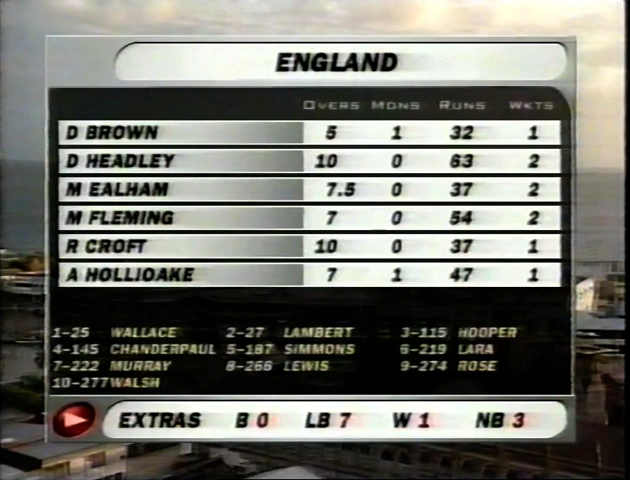 ENGLAND
OVERS MDNS RUNS WKTS
D BROWN 5 1 32 1
D HEADLEY 10 0 63 2
M EALHAM 7.5 0 37 2
M FLEMING 7 0 54 2
R CROFT 10 0 37 1
A HOLLIOAKE 7 1 47 1
1-25 WALLACE 2-27 LAMBERT 3-115 HOOPER
4-145 CHANDERPAUL 5-187 SIMMONS 6-219 LARA
7-222 MURRAY 8-266 LEWIS 9-274 ROSE
10-277 WALSH
EXTRAS B 0 LB 7 W 1 NB 3